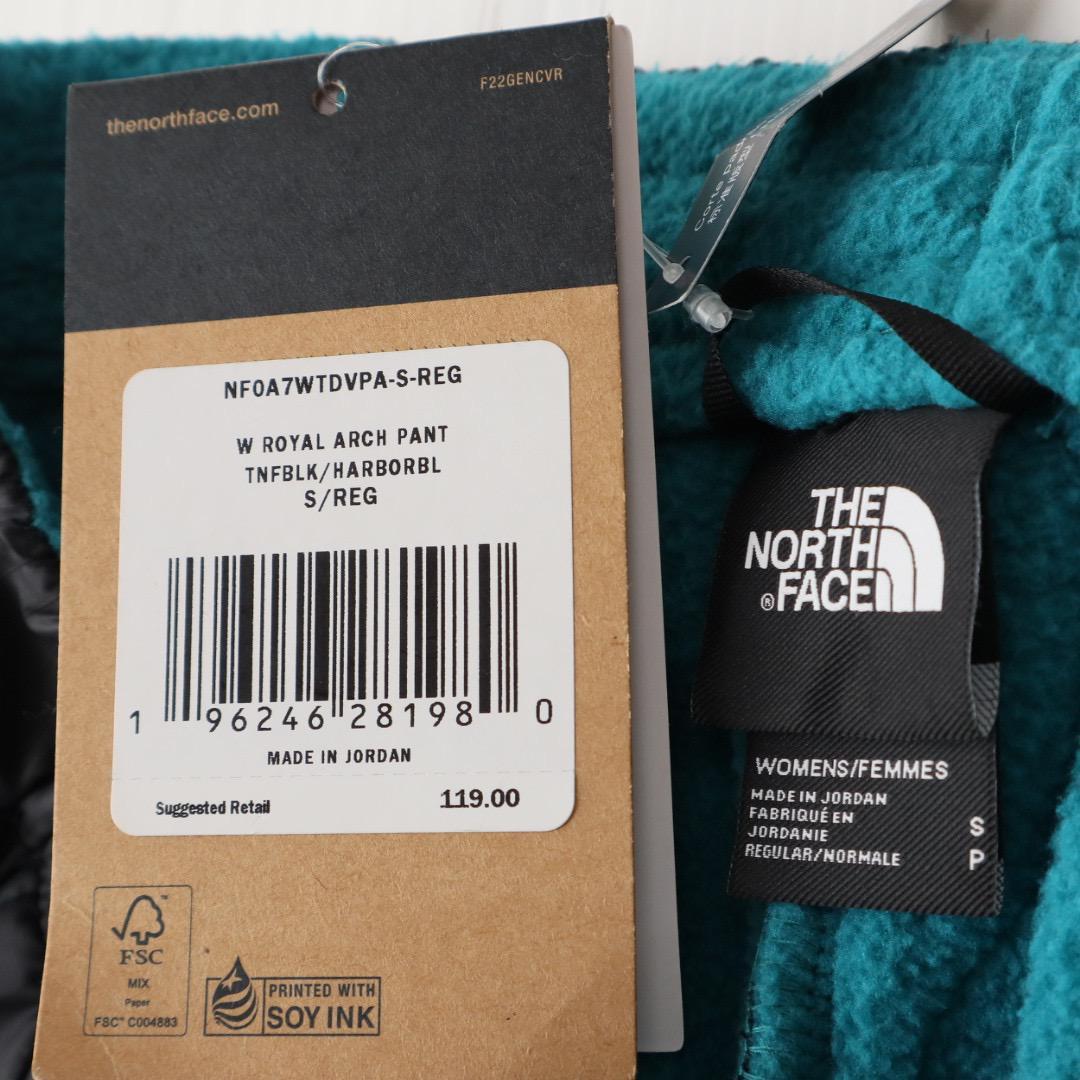 thenorthface.com
F22GENCVR
NF0A7WTDVPA-S-REG
W ROYAL ARCH PANT
TNFBLK/HARBORBL
S/REG
1 96246 28198 0
MADE IN JORDAN
Suggested Retail 119.00
FSC
MIX
Paper
FSC® C004883
PRINTED WITH
SOY INK
Corte
THE
NORTH
® FACE
WOMENS/FEMMES
MADE IN JORDAN
FABRIQUÉ EN
JORDANIE
REGULAR/NORMALE
S
P